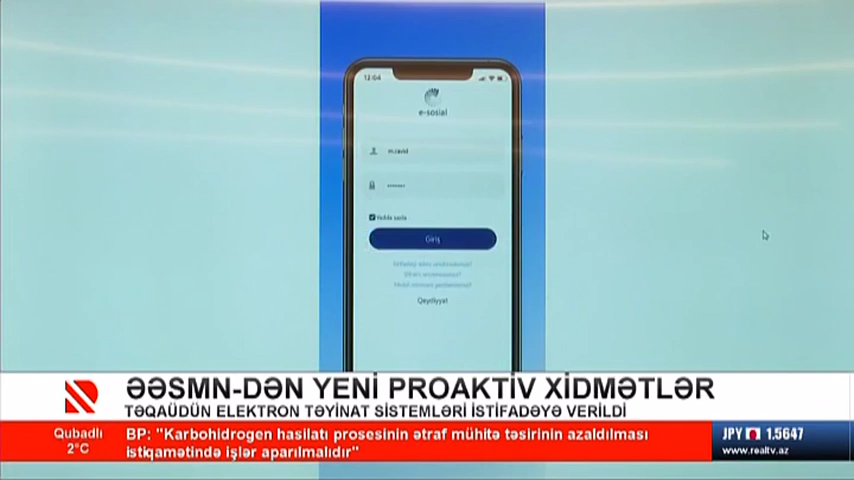 12:04
e-sosial
m.cavid
Yadda saxla
Giriş
Qeydiyyat
ƏƏSMN-DƏN YENİ PROAKTİV XİDMƏTLƏR
TƏQAÜDÜN ELEKTRON TƏYİNAT SİSTEMLƏRİ İSTİFADƏYƏ VERİLDİ
Qubadlı
2°C
BP: "Karbohidrogen hasilatı prosesinin ətraf mühitə təsirinin azaldılması
istiqamətində işlər aparılmalıdır"
JPY 1.5647
www.realtv.az